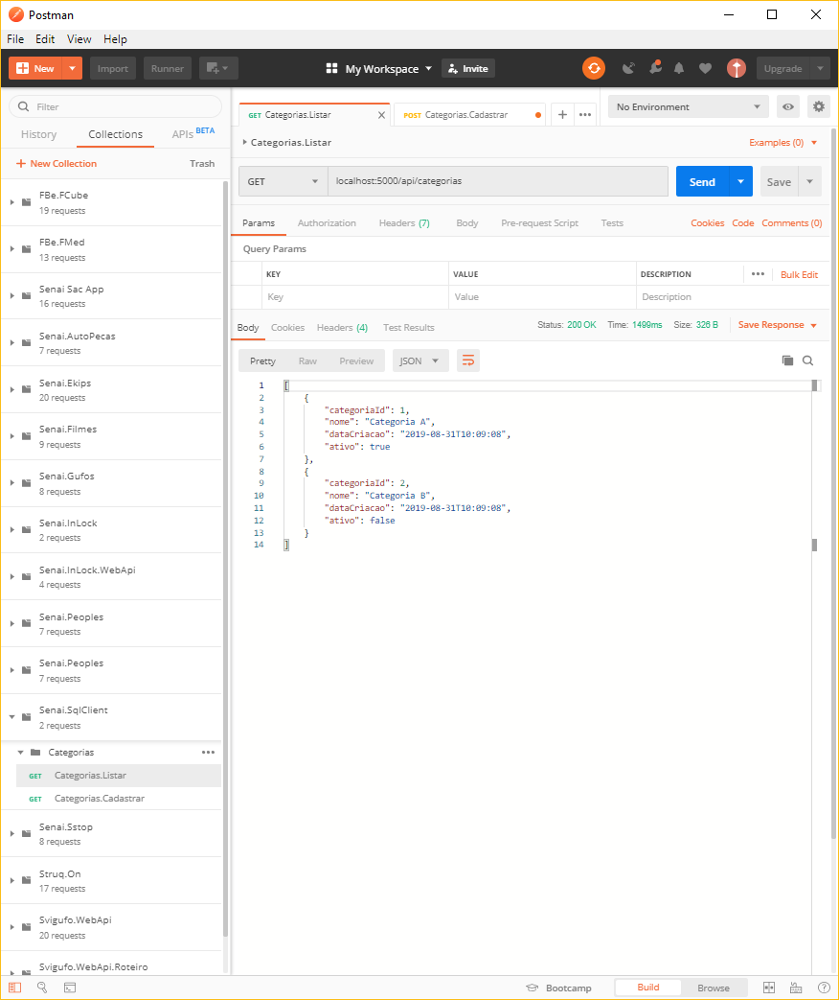 Postman
File Edit View Help
New Import Runner My Workspace Invite Upgrade
Filter
History Collections APIs BETA
New Collection Trash
FBe.FCube
19 requests
FBe.FMed
13 requests
Senai Sac App
16 requests
Senai.AutoPecas
7 requests
Senai.Ekips
20 requests
Senai.Filmes
9 requests
Senai.Gufos
8 requests
Senai.InLock
2 requests
Senai.InLock.WebApi
4 requests
Senai.Peoples
7 requests
Senai.Peoples
7 requests
Senai.SqlClient
2 requests
Categorias
GET Categorias.Listar
GET Categorias.Cadastrar
Senai.Sstop
8 requests
Struq.On
17 requests
Svigufo.WebApi
20 requests
Svigufo.WebApi.Roteiro
GET Categorias.Listar POST Categorias.Cadastrar No Environment
Categorias.Listar Examples (0)
GET localhost:5000/api/categorias Send Save
Params Authorization Headers (7) Body Pre-request Script Tests Cookies Code Comments (0)
Query Params
KEY VALUE DESCRIPTION Bulk Edit
Key Value Description
Body Cookies Headers (4) Test Results Status: 200 OK Time: 1499ms Size: 326 B Save Response
Pretty Raw Preview JSON
1 [
2 {
3 "categoriaId": 1,
4 "nome": "Categoria A",
5 "dataCriacao": "2019-08-31T10:09:08",
6 "ativo": true
7 },
8 {
9 "categoriaId": 2,
10 "nome": "Categoria B",
11 "dataCriacao": "2019-08-31T10:09:08",
12 "ativo": false
13 }
14 ]
Bootcamp Build Browse